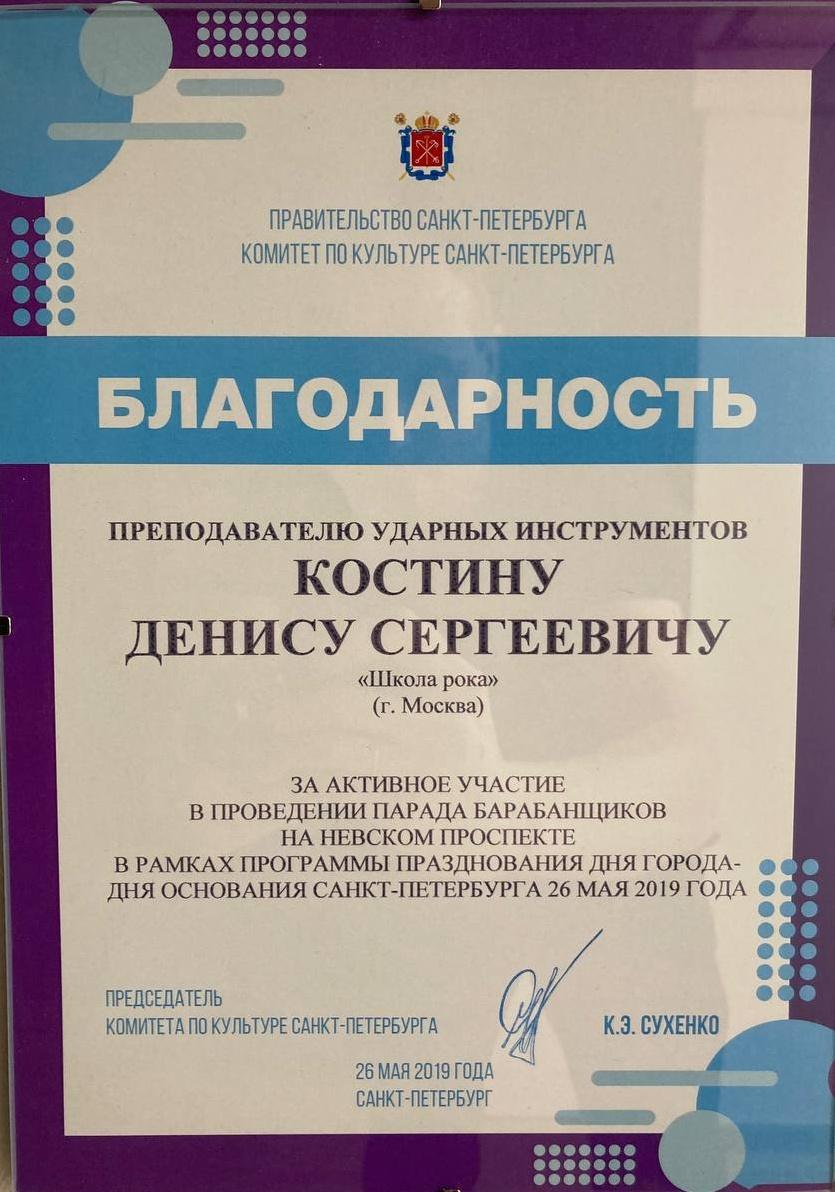 ПРАВИТЕЛЬСТВО САНКТ-ПЕТЕРБУРГА
КОМИТЕТ ПО КУЛЬТУРЕ САНКТ-ПЕТЕРБУРГА
БЛАГОДАРНОСТЬ
ПРЕПОДАВАТЕЛЮ УДАРНЫХ ИНСТРУМЕНТОВ
КОСТИНУ
ДЕНИСУ СЕРГЕЕВИЧУ
«Школа рока»
(г. Москва)
ЗА АКТИВНОЕ УЧАСТИЕ
В ПРОВЕДЕНИИ ПАРАДА БАРАБАНЩИКОВ
НА НЕВСКОМ ПРОСПЕКТЕ
В РАМКАХ ПРОГРАММЫ ПРАЗДНОВАНИЯ ДНЯ ГОРОДА-
ДНЯ ОСНОВАНИЯ САНКТ-ПЕТЕРБУРГА 26 МАЯ 2019 ГОДА
ПРЕДСЕДАТЕЛЬ
КОМИТЕТА ПО КУЛЬТУРЕ САНКТ-ПЕТЕРБУРГА
К.Э. СУХЕНКО
26 МАЯ 2019 ГОДА
САНКТ-ПЕТЕРБУРГ